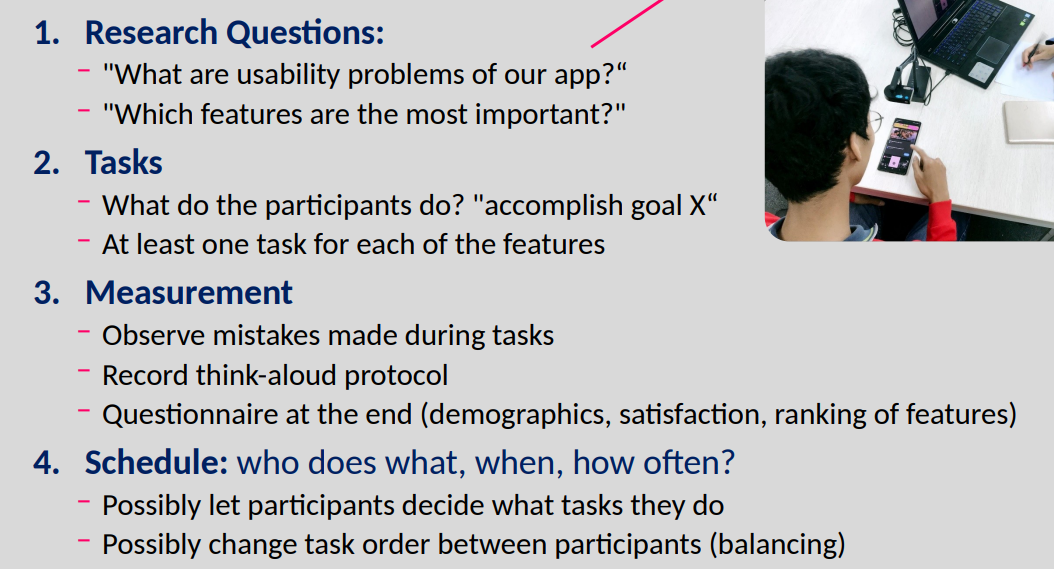 1. Research Questions:
– "What are usability problems of our app?“
– "Which features are the most important?"
2. Tasks
– What do the participants do? "accomplish goal X“
– At least one task for each of the features
3. Measurement
– Observe mistakes made during tasks
– Record think-aloud protocol
– Questionnaire at the end (demographics, satisfaction, ranking of features)
4. Schedule: who does what, when, how often?
– Possibly let participants decide what tasks they do
– Possibly change task order between participants (balancing)